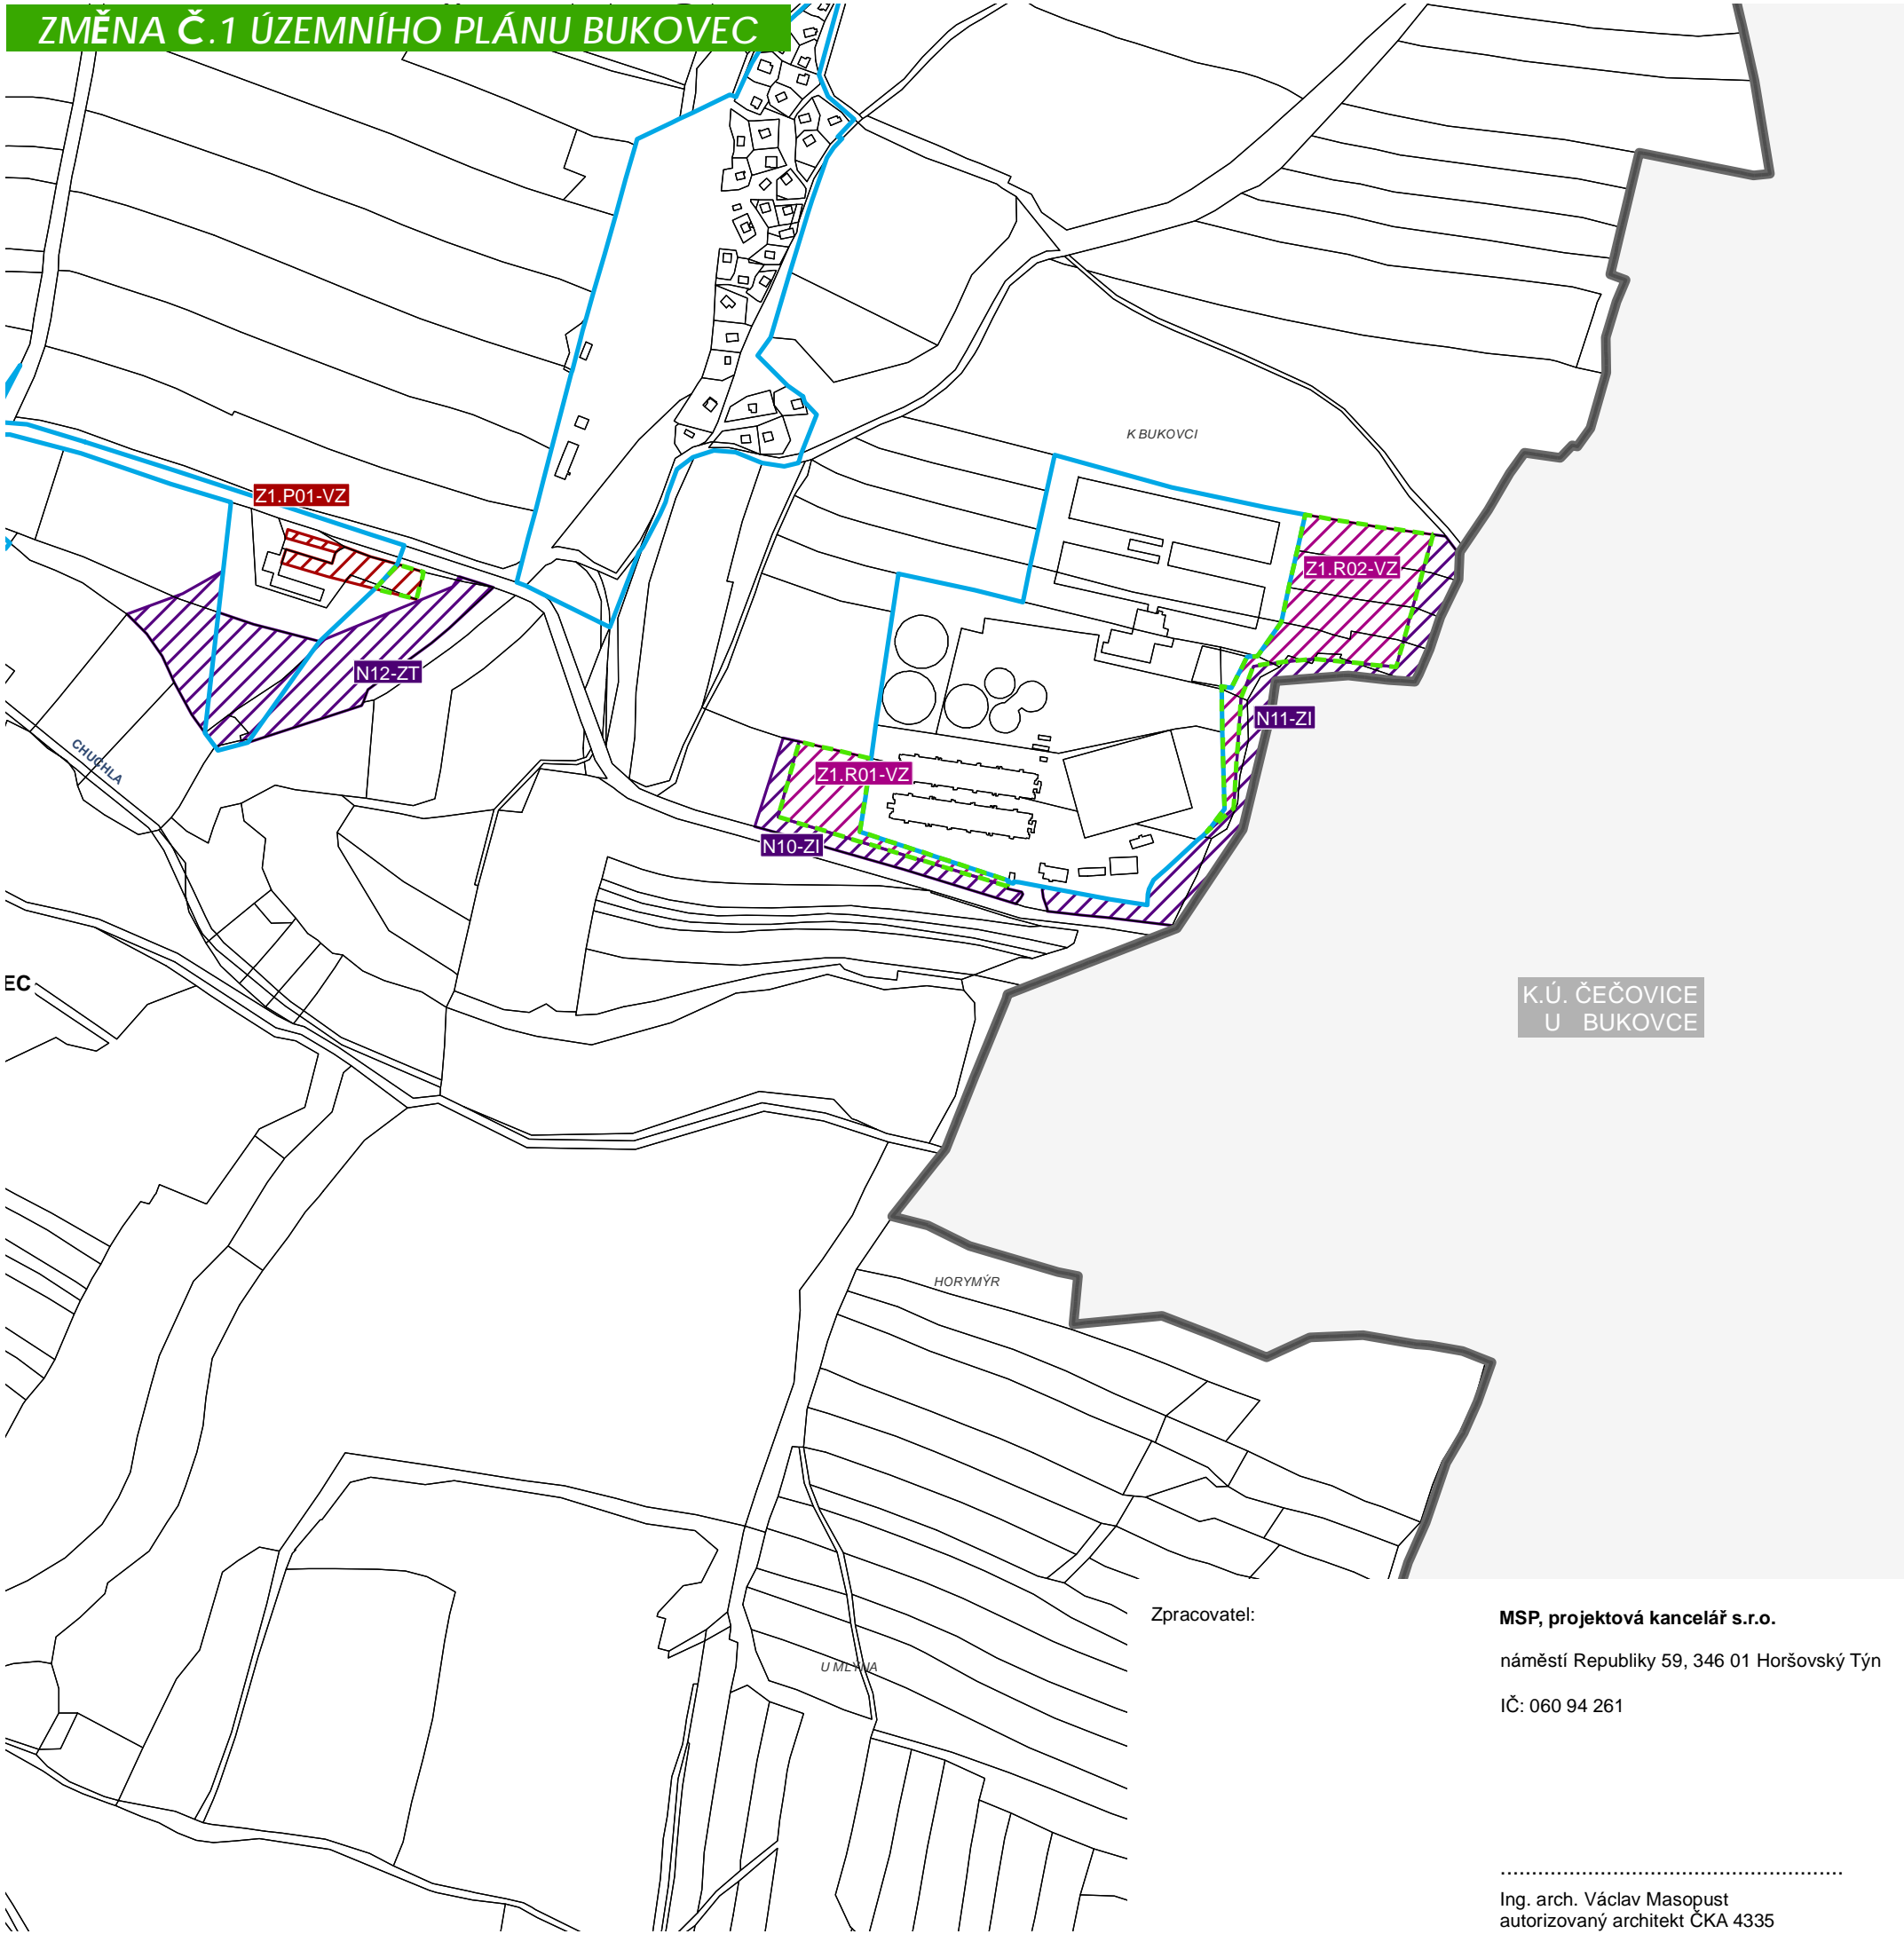 ZMĚNA Č.1 ÚZEMNÍHO PLÁNU BUKOVEC
K BUKOVCI
Z1.P01-VZ
Z1.R02-VZ
N12-ZT
N11-ZI
CHUCHLA
Z1.R01-VZ
N10-ZI
EC
K.Ú. ČEČOVICE
U BUKOVCE
HORYMÝR
U MLÝNA
Zpracovatel:
MSP, projektová kancelář s.r.o.
náměstí Republiky 59, 346 01 Horšovský Týn
IČ: 060 94 261
Ing. arch. Václav Masopust
autorizovaný architekt ČKA 4335